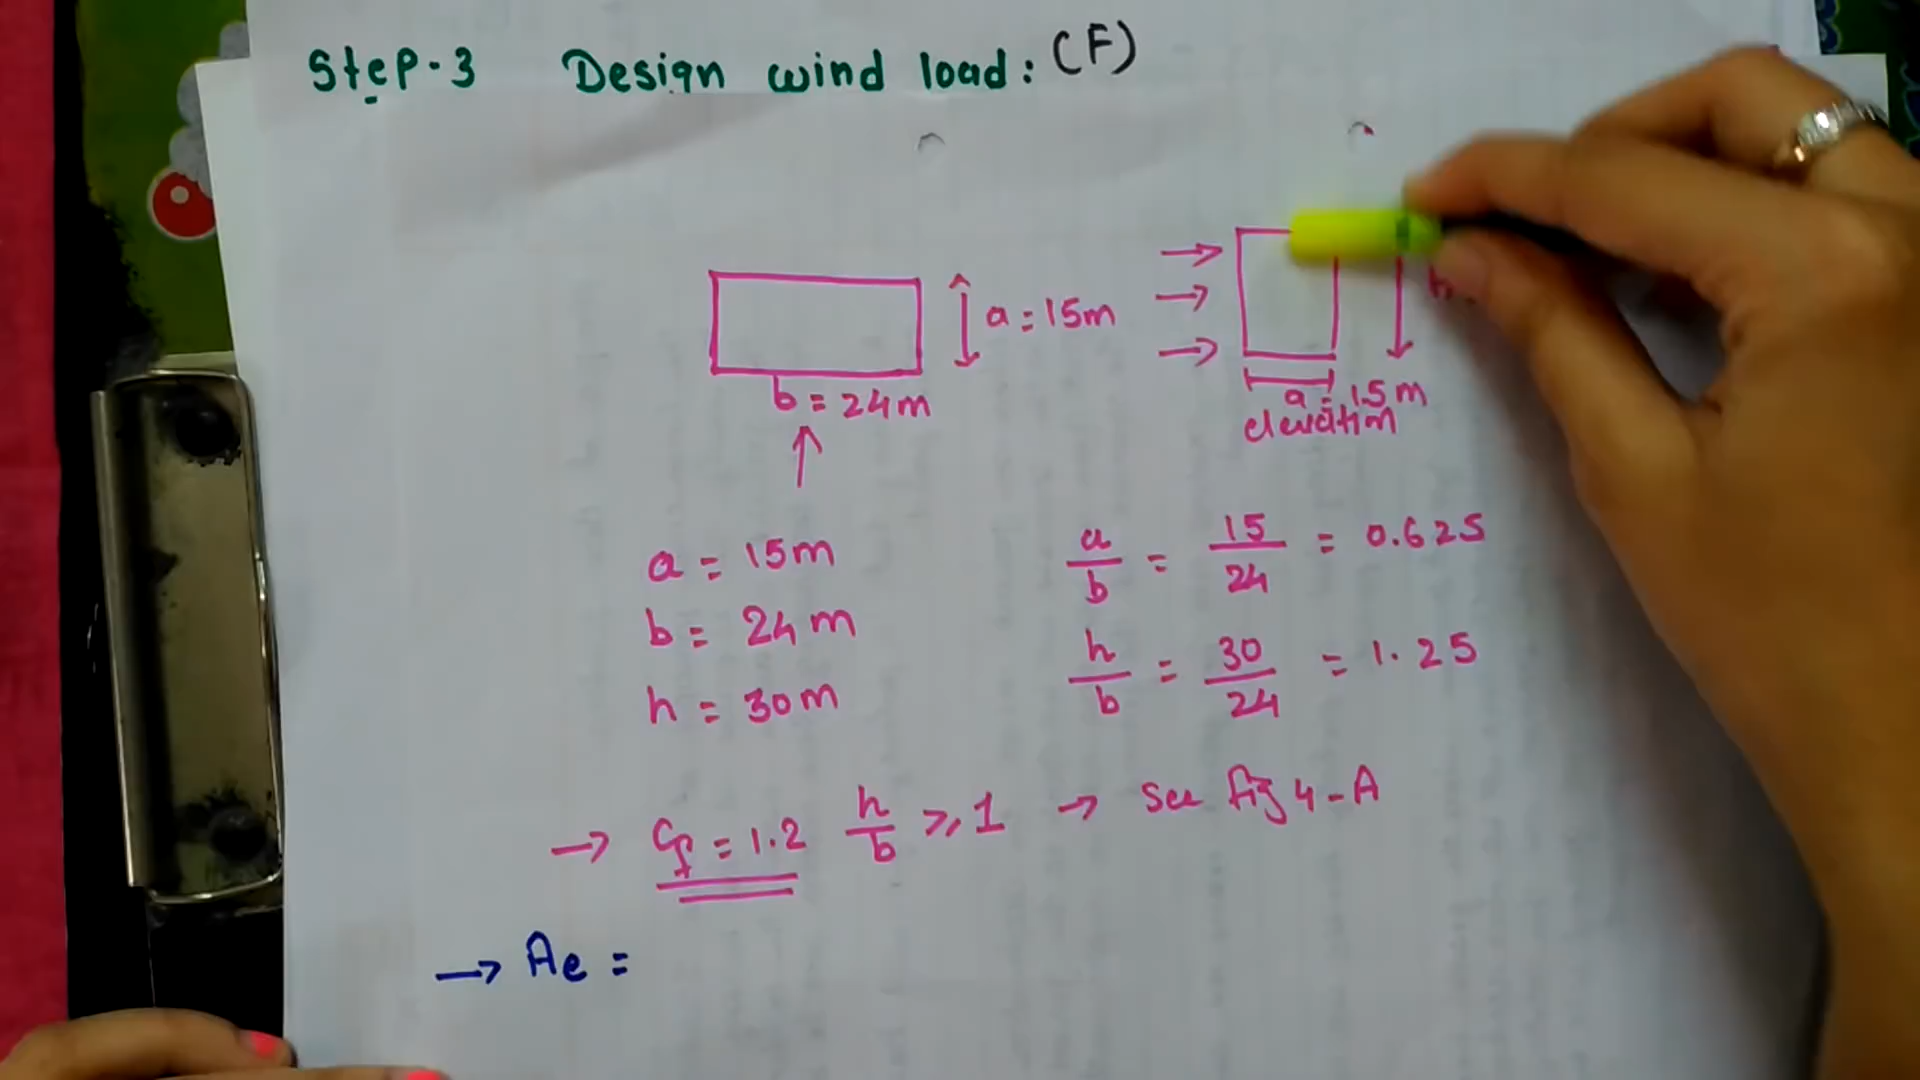 Step-3 Design wind load: (F)
a = 15m
b = 24m
a = 15m
elevation
a = 15m
b = 24m
h = 30m
a/b = 15/24 = 0.625
h/b = 30/24 = 1.25
→ Cf = 1.2 h/b ≥ 1 → See fig 4-A
→ Ae =